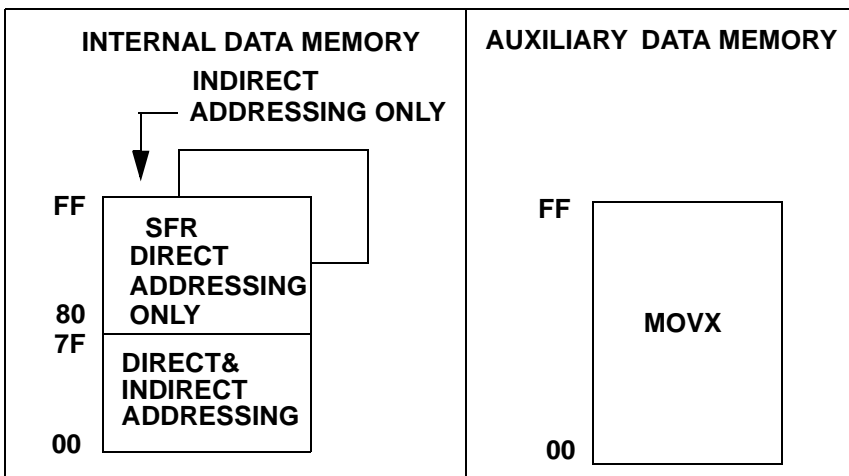 INTERNAL DATA MEMORY
INDIRECT
ADDRESSING ONLY
FF
SFR
DIRECT
ADDRESSING
ONLY
80
7F
DIRECT&
INDIRECT
ADDRESSING
00
AUXILIARY DATA MEMORY
FF
MOVX
00